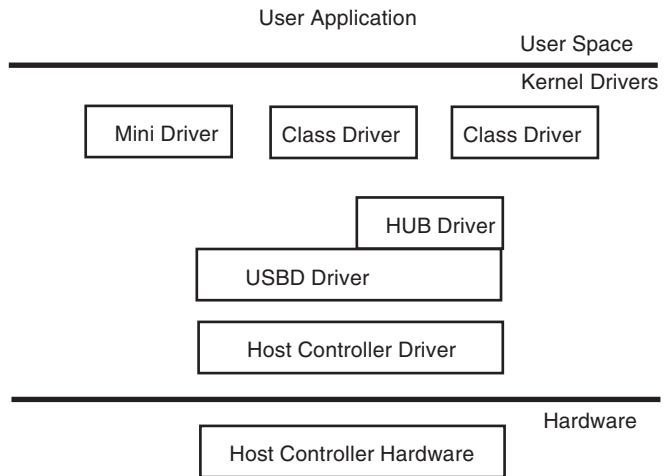 User Application
User Space
Kernel Drivers
Mini Driver
Class Driver
Class Driver
HUB Driver
USBD Driver
Host Controller Driver
Hardware
Host Controller Hardware